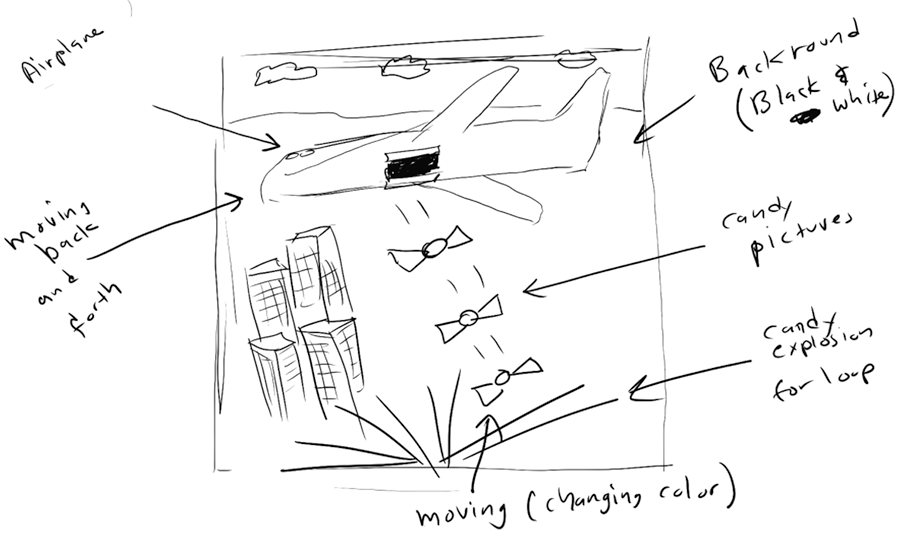 Airplane
Backround
(Black &
white)
moving
back
and
forth
candy
pictures
candy
explosion
for loop
moving (changing color)